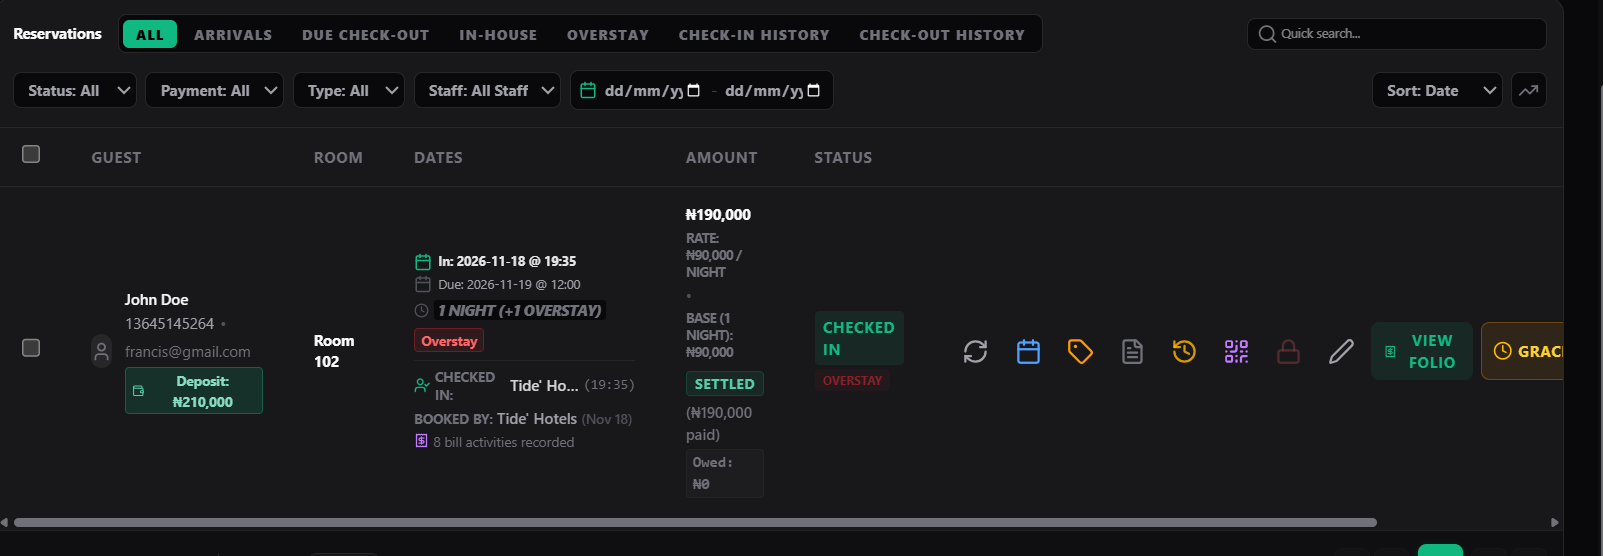 Reservations
ALL
ARRIVALS
DUE CHECK-OUT
IN-HOUSE
OVERSTAY
CHECK-IN HISTORY
CHECK-OUT HISTORY
Quick search...
Status: All
Payment: All
Type: All
Staff: All Staff
dd/mm/yy - dd/mm/yy
Sort: Date
GUEST
ROOM
DATES
AMOUNT
STATUS
John Doe
13645145264 •
francis@gmail.com
Deposit:
₦210,000
Room
102
In: 2026-11-18 @ 19:35
Due: 2026-11-19 @ 12:00
1 NIGHT (+1 OVERSTAY)
Overstay
CHECKED
IN:
Tide' Ho... (19:35)
BOOKED BY: Tide' Hotels (Nov 18)
8 bill activities recorded
₦190,000
RATE:
₦90,000 /
NIGHT
•
BASE (1
NIGHT):
₦90,000
SETTLED
(₦190,000
paid)
Owed:
₦0
CHECKED
IN
OVERSTAY
VIEW
FOLIO
GRAC